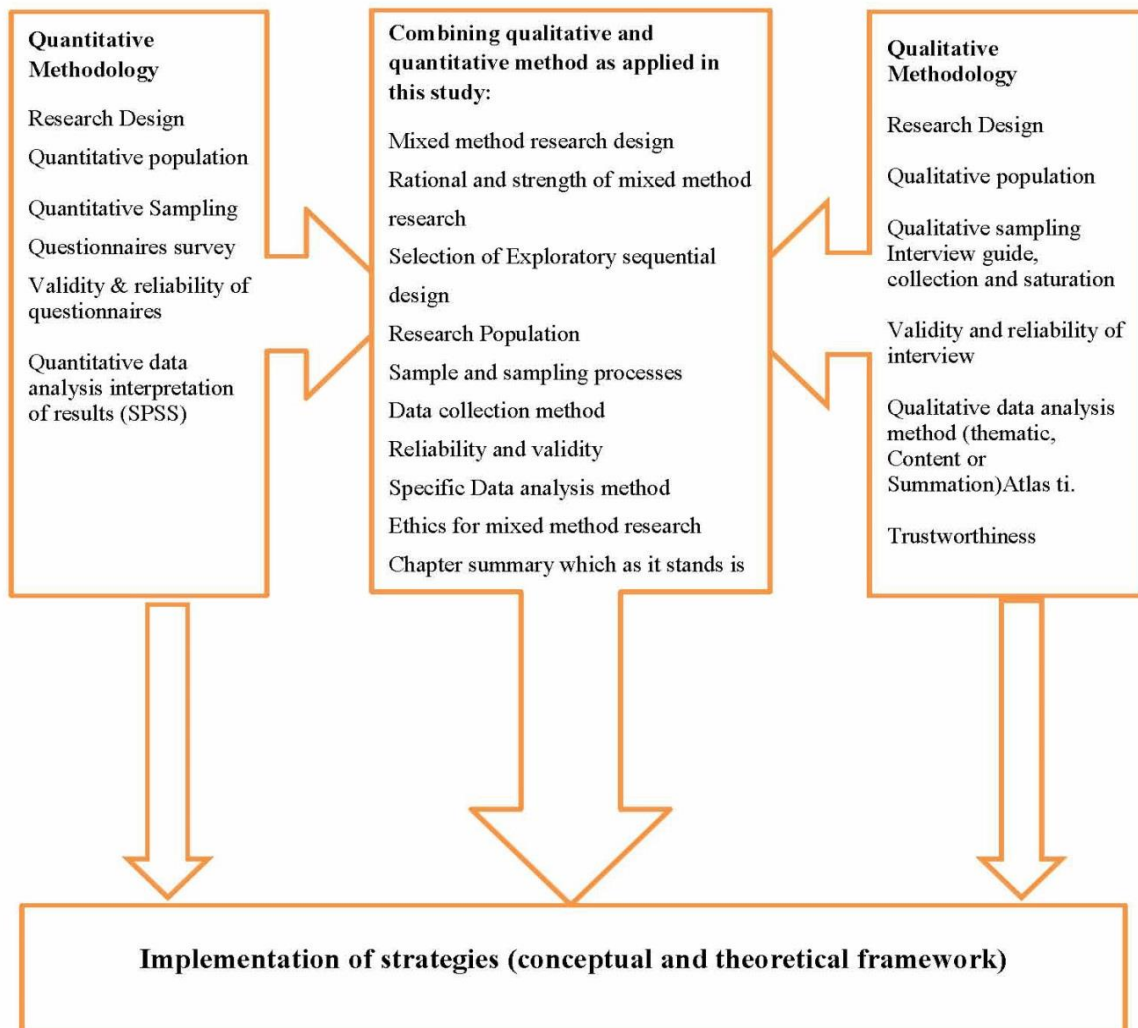 Quantitative
Methodology
Research Design
Quantitative population
Quantitative Sampling
Questionnaires survey
Validity & reliability of
questionnaires
Quantitative data
analysis interpretation
of results (SPSS)
Combining qualitative and
quantitative method as applied in
this study:
Mixed method research design
Rational and strength of mixed method
research
Selection of Exploratory sequential
design
Research Population
Sample and sampling processes
Data collection method
Reliability and validity
Specific Data analysis method
Ethics for mixed method research
Chapter summary which as it stands is
Qualitative
Methodology
Research Design
Qualitative population
Qualitative sampling
Interview guide,
collection and saturation
Validity and reliability of
interview
Qualitative data analysis
method (thematic,
Content or
Summation)Atlas ti.
Trustworthiness
Implementation of strategies (conceptual and theoretical framework)